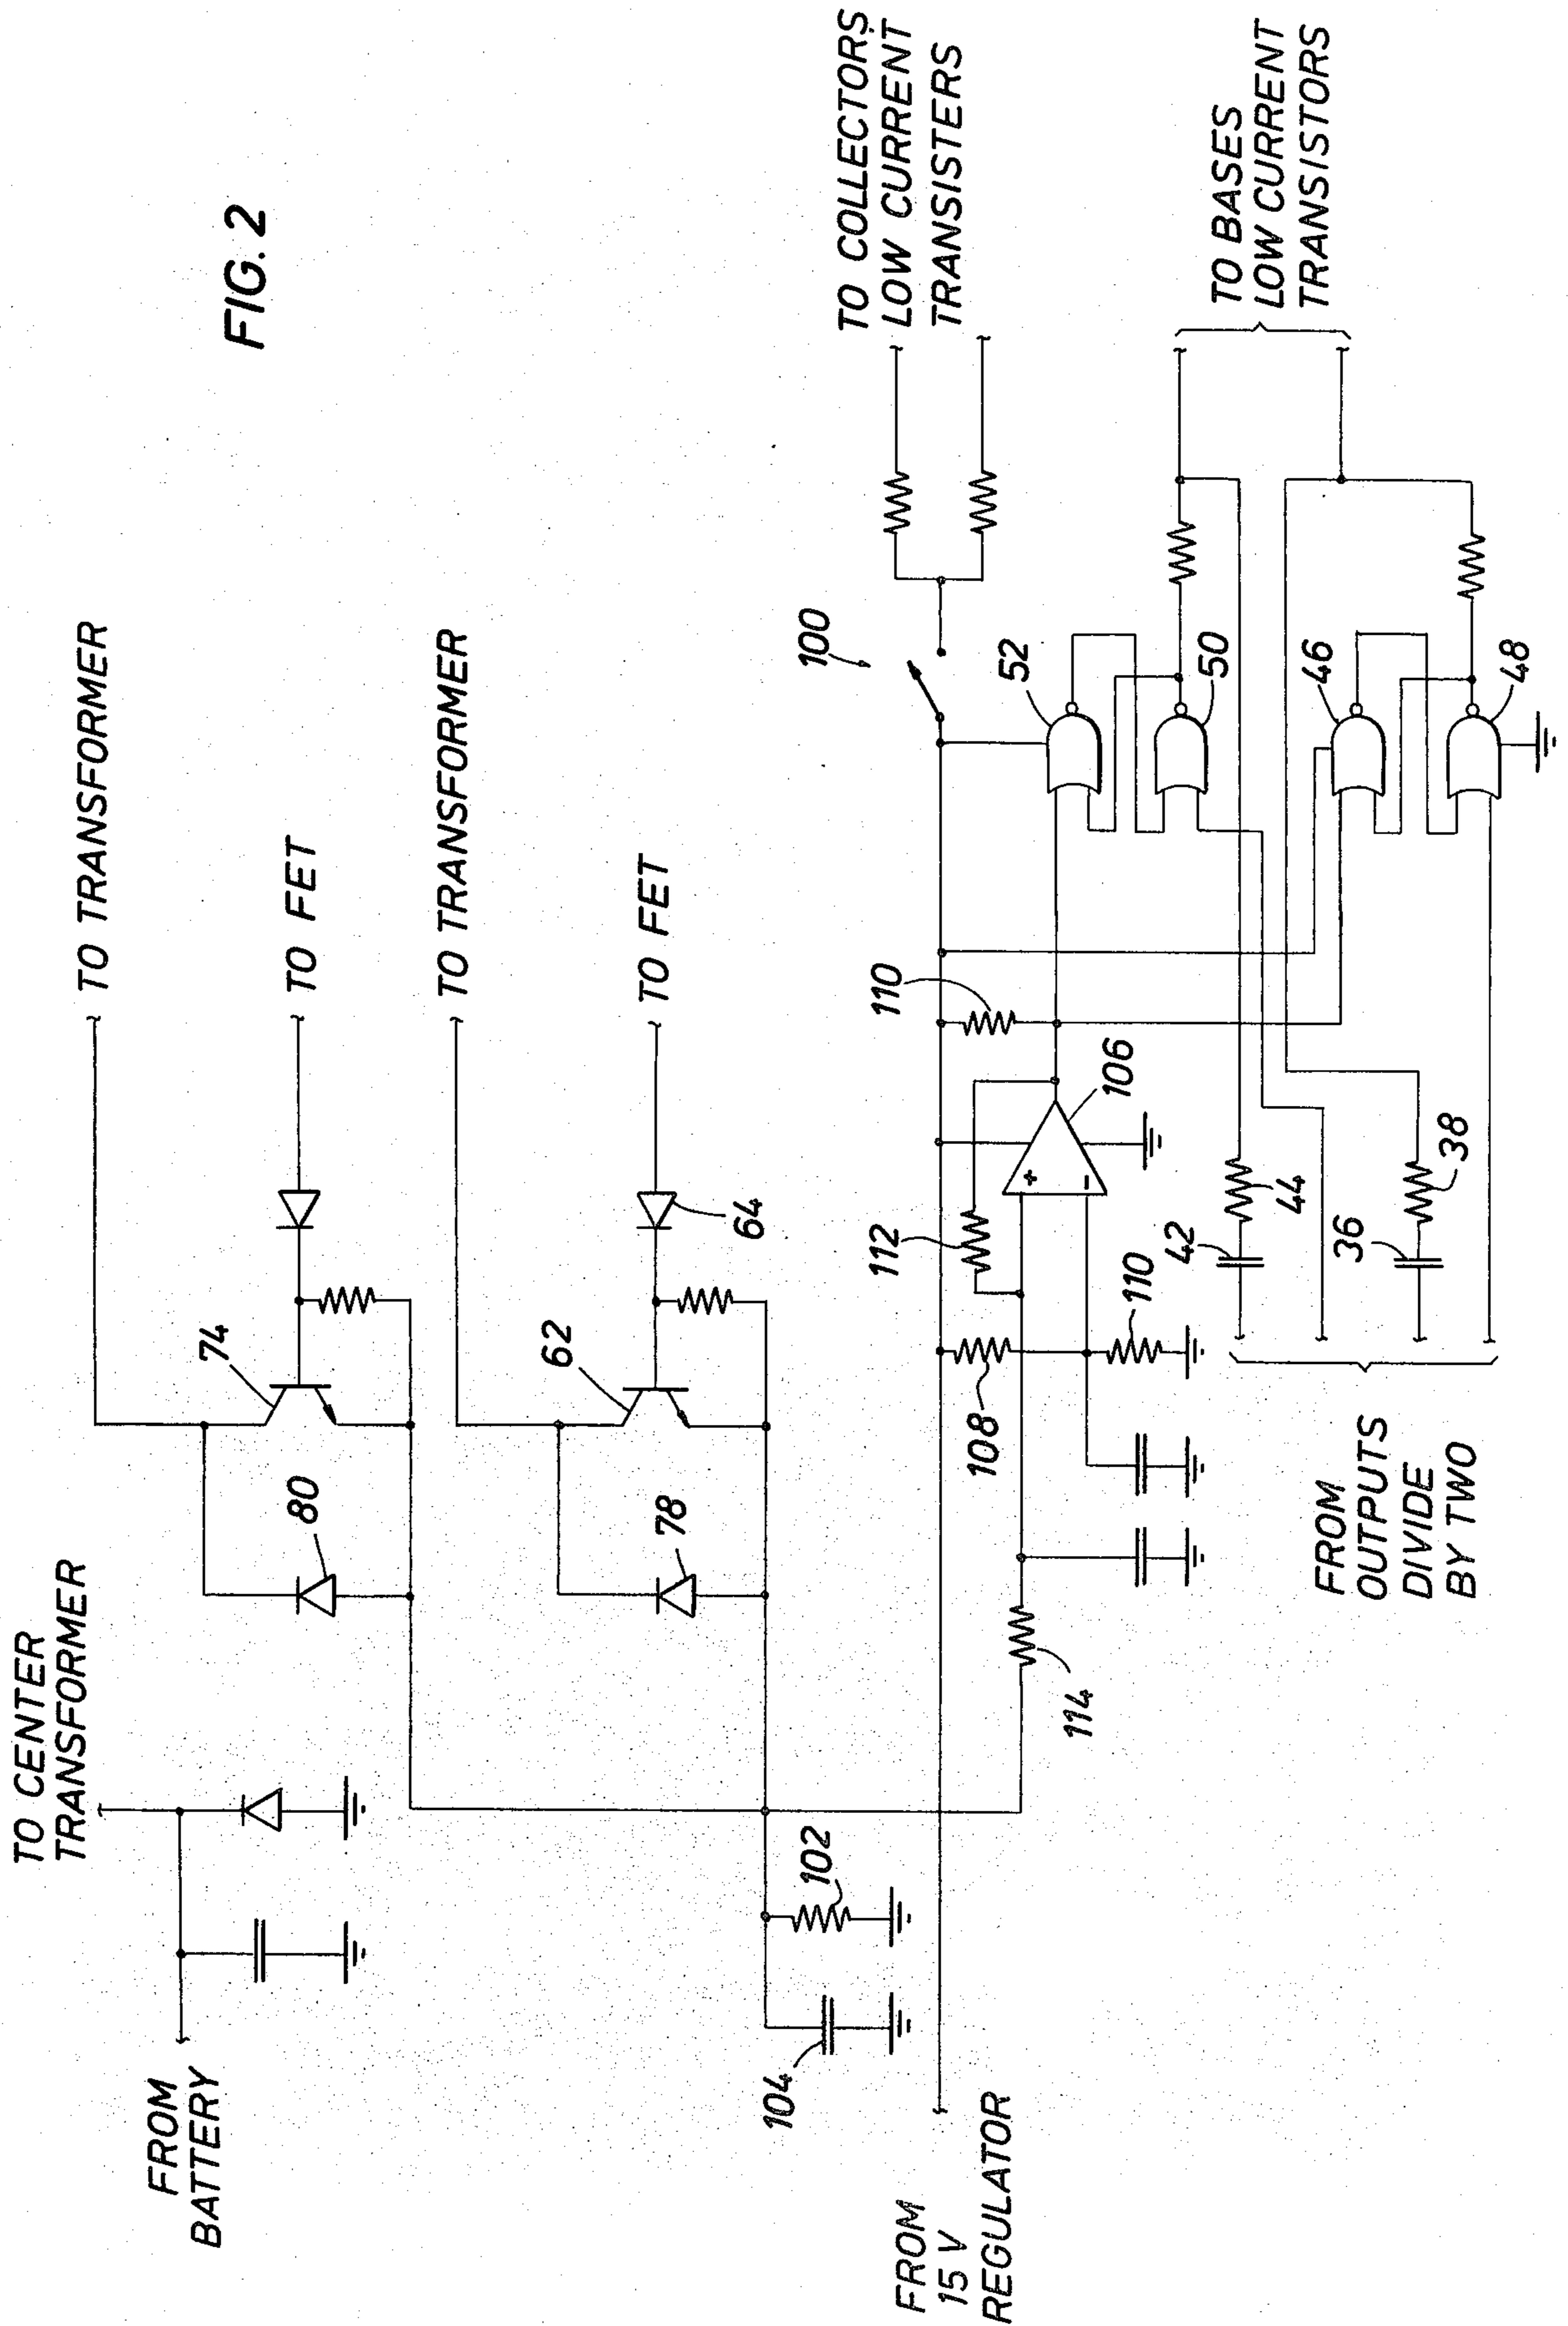 FIG. 2
TO CENTER
TRANSFORMER
FROM
BATTERY
TO TRANSFORMER
TO FET
TO TRANSFORMER
TO FET
80
74
78
62
64
104
102
FROM
15 V
REGULATOR
100
TO COLLECTORS
LOW CURRENT
TRANSISTERS
114
108
112
110
110
+
-
106
52
50
46
48
42
44
36
38
FROM
OUTPUTS
DIVIDE
BY TWO
TO BASES
LOW CURRENT
TRANSISTORS